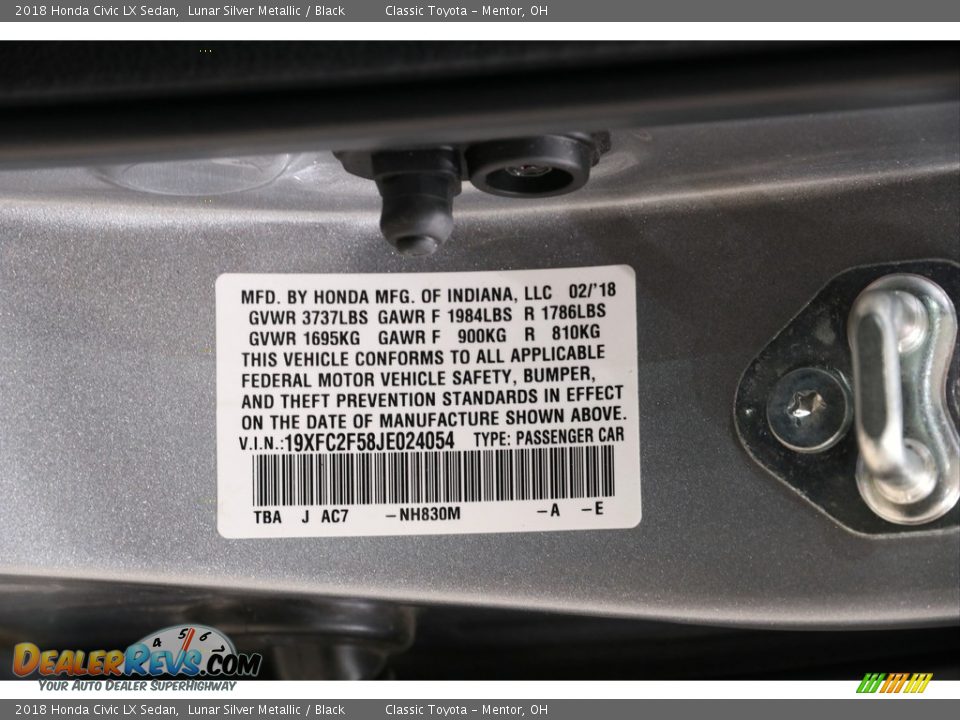 2018 Honda Civic LX Sedan,  Lunar Silver Metallic / Black    Classic Toyota – Mentor, OH
MFD. BY HONDA MFG. OF INDIANA, LLC  02/'18
GVWR 3737LBS  GAWR F 1984LBS  R 1786LBS
GVWR 1695KG  GAWR F  900KG  R  810KG
THIS VEHICLE CONFORMS TO ALL APPLICABLE
FEDERAL MOTOR VEHICLE SAFETY, BUMPER,
AND THEFT PREVENTION STANDARDS IN EFFECT
ON THE DATE OF MANUFACTURE SHOWN ABOVE.
V.I.N.:19XFC2F58JE024054  TYPE: PASSENGER CAR
TBA  J AC7  –NH830M  –A  –E
4 5 6
DEALERREVS.COM
YOUR AUTO DEALER SUPERHIGHWAY
2018 Honda Civic LX Sedan,  Lunar Silver Metallic / Black    Classic Toyota – Mentor, OH